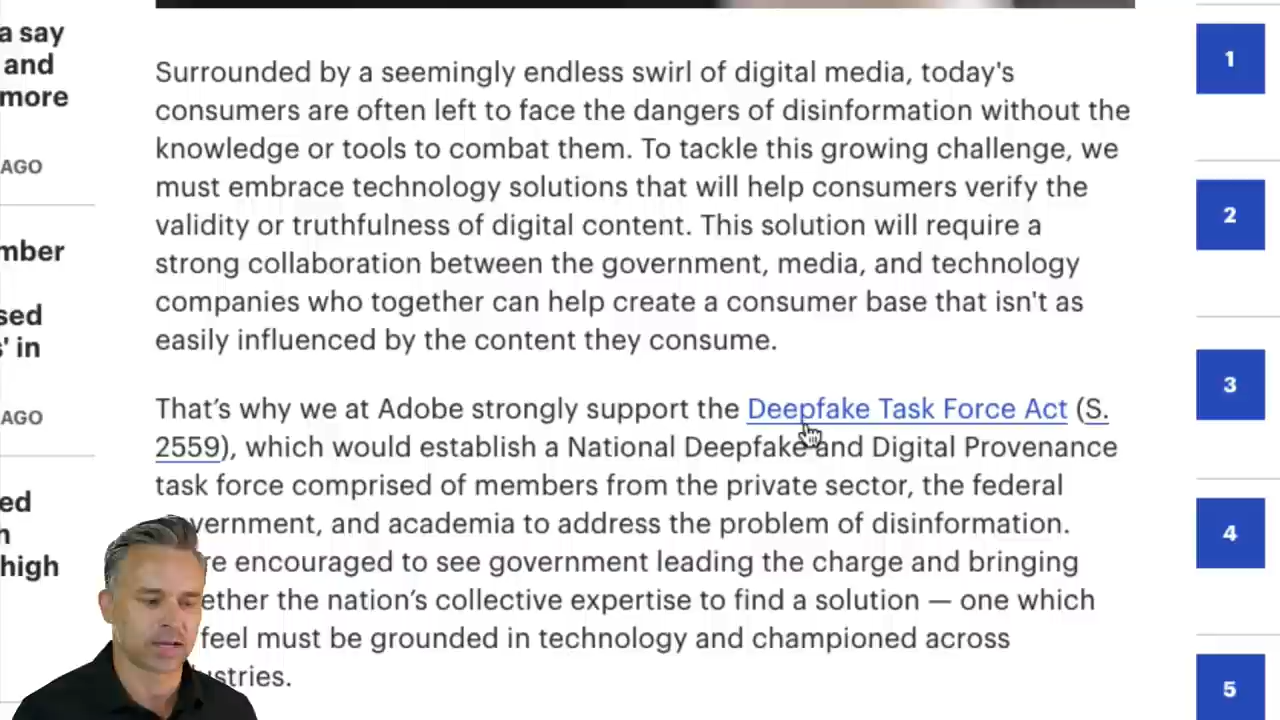 a say
and
more
AGO
mber
sed
s' in
AGO
ed
h
high
Surrounded by a seemingly endless swirl of digital media, today's
consumers are often left to face the dangers of disinformation without the
knowledge or tools to combat them. To tackle this growing challenge, we
must embrace technology solutions that will help consumers verify the
validity or truthfulness of digital content. This solution will require a
strong collaboration between the government, media, and technology
companies who together can help create a consumer base that isn't as
easily influenced by the content they consume.
That’s why we at Adobe strongly support the Deepfake Task Force Act (S.
2559), which would establish a National Deepfake and Digital Provenance
task force comprised of members from the private sector, the federal
vernment, and academia to address the problem of disinformation.
re encouraged to see government leading the charge and bringing
ether the nation’s collective expertise to find a solution — one which
feel must be grounded in technology and championed across
ustries.
1
2
3
4
5